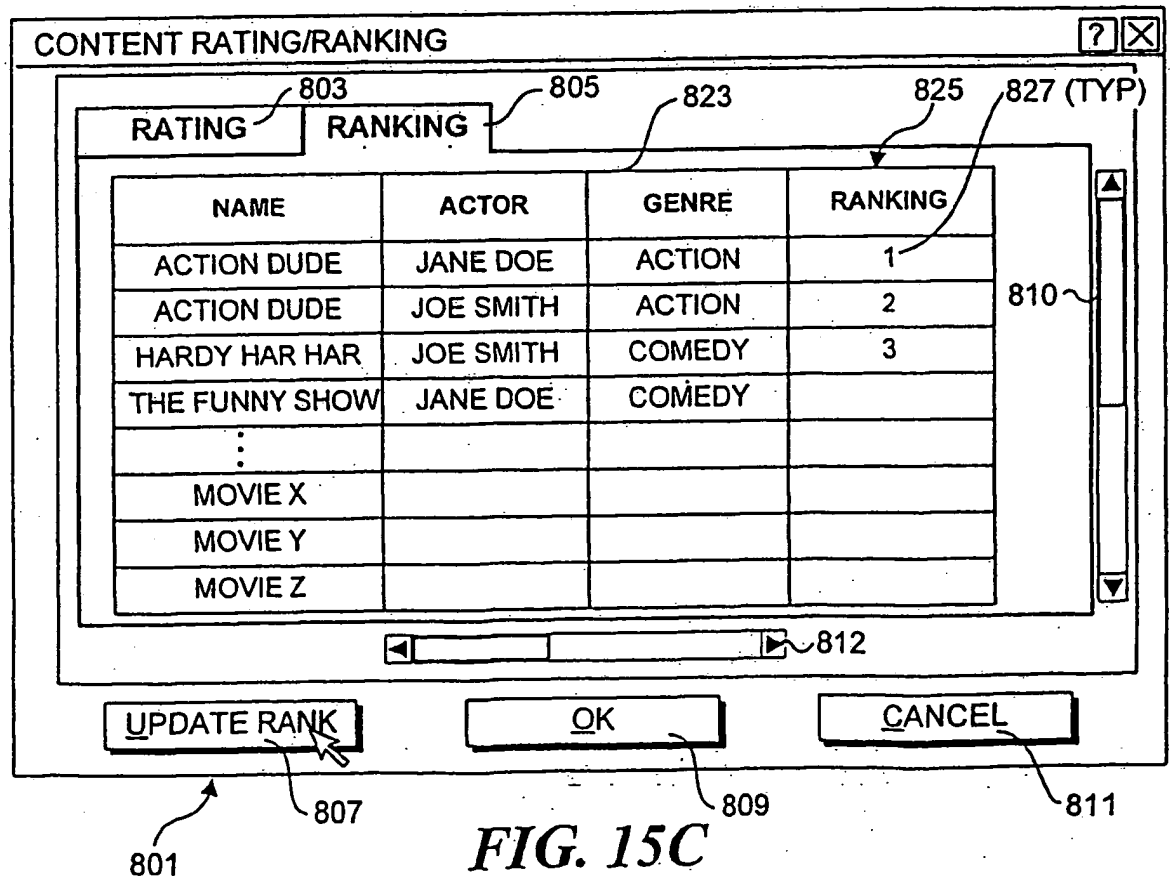 CONTENT RATING/RANKING ? X
803 805 823 825 827 (TYP)
RATING RANKING
NAME ACTOR GENRE RANKING
ACTION DUDE JANE DOE ACTION 1
810
ACTION DUDE JOE SMITH ACTION 2
HARDY HAR HAR JOE SMITH COMEDY 3
THE FUNNY SHOW JANE DOE COMEDY
⋮
MOVIE X
MOVIE Y
MOVIE Z
812
UPDATE RANK OK CANCEL
807 809 811
801
FIG. 15C